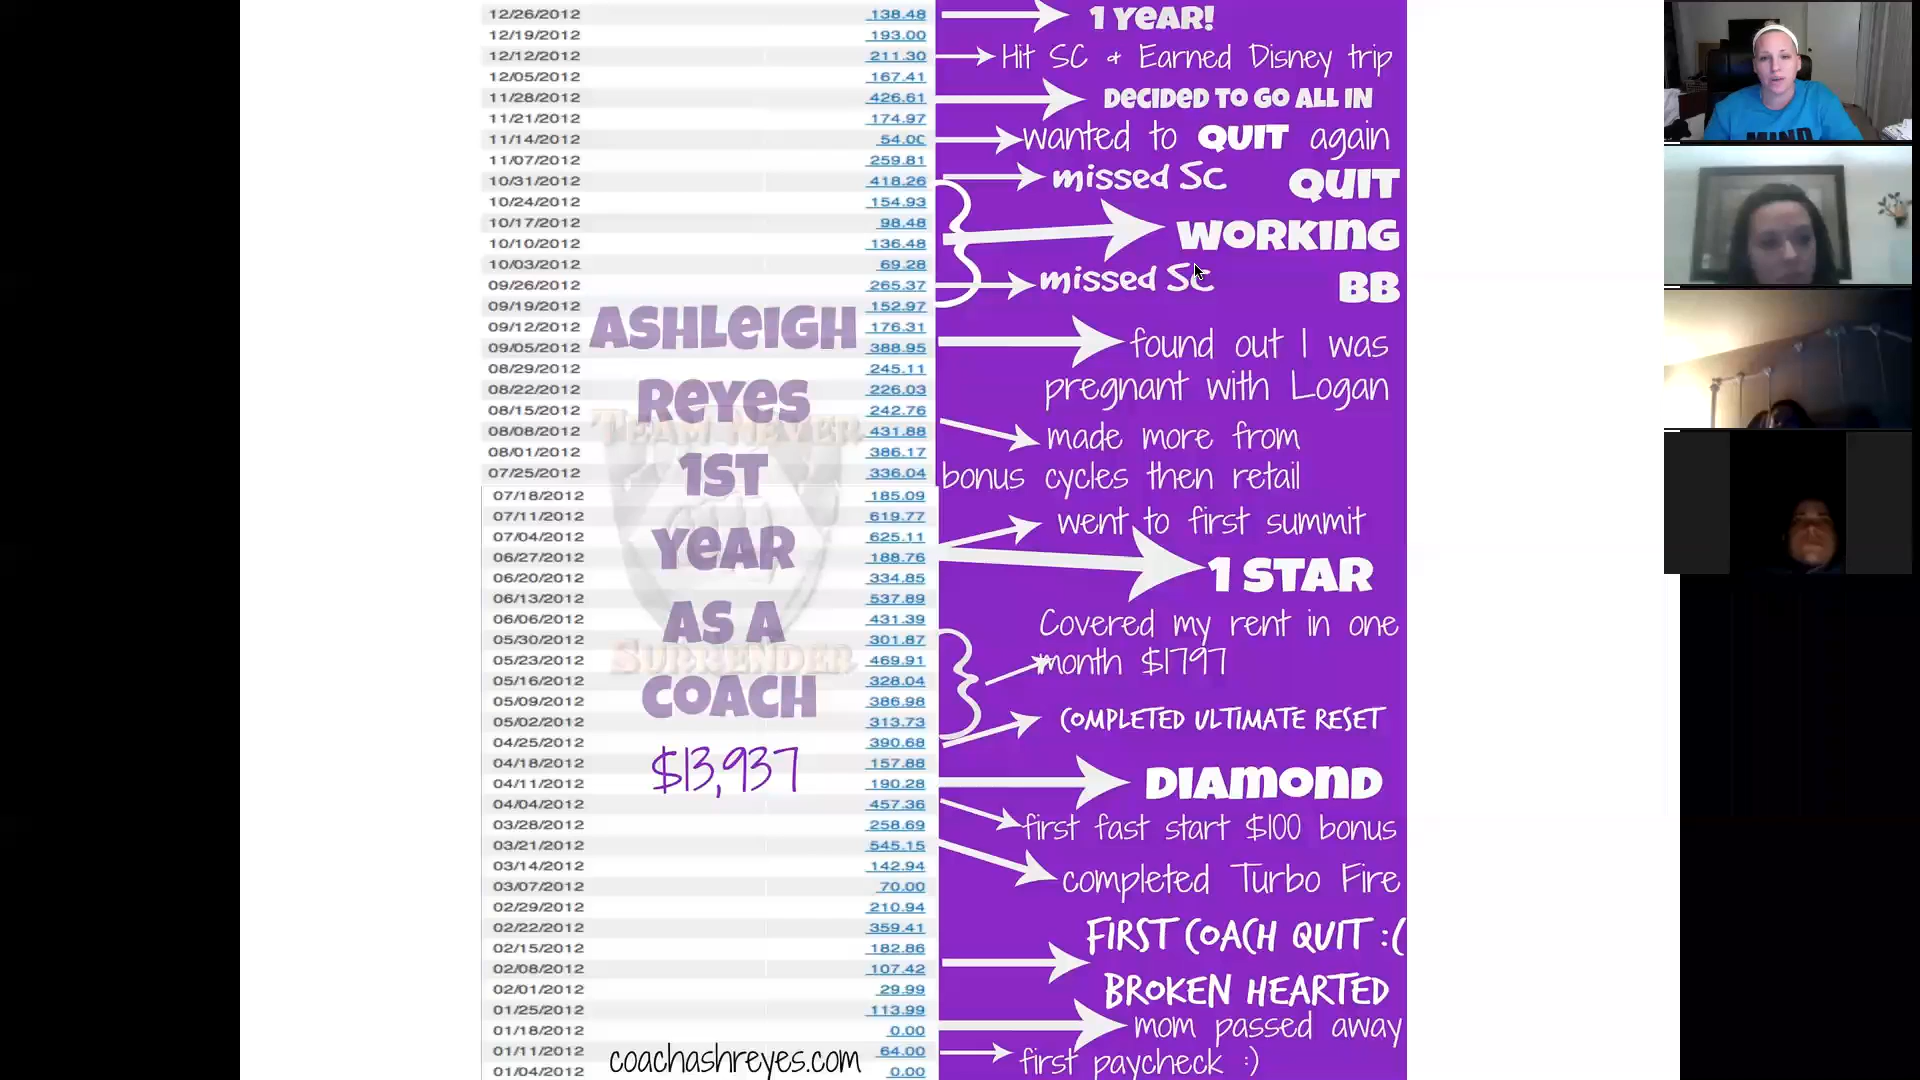 12/26/2012 138.48
12/19/2012 193.00
12/12/2012 211.30
12/05/2012 167.41
11/28/2012 426.61
11/21/2012 174.97
11/14/2012 54.00
11/07/2012 259.81
10/31/2012 418.26
10/24/2012 154.93
10/17/2012 98.48
10/10/2012 136.48
10/03/2012 69.28
09/26/2012 265.37
09/19/2012 152.97
09/12/2012 176.31
09/05/2012 388.95
08/29/2012 245.11
08/22/2012 226.03
08/15/2012 242.76
08/08/2012 431.88
08/01/2012 386.17
07/25/2012 336.04
07/18/2012 185.09
07/11/2012 619.77
07/04/2012 625.11
06/27/2012 188.76
06/20/2012 334.85
06/13/2012 537.89
06/06/2012 431.39
05/30/2012 301.87
05/23/2012 469.91
05/16/2012 328.04
05/09/2012 386.98
05/02/2012 313.73
04/25/2012 390.68
04/18/2012 157.88
04/11/2012 190.28
04/04/2012 457.36
03/28/2012 258.69
03/21/2012 545.15
03/14/2012 142.94
03/07/2012 70.00
02/29/2012 210.94
02/22/2012 359.41
02/15/2012 182.86
02/08/2012 107.42
02/01/2012 29.99
01/25/2012 113.99
01/18/2012 0.00
01/11/2012 64.00
01/04/2012 0.00
ASHLEIGH
REYES
1ST
YEAR
AS A
COACH
$13,937
TEAM NEVER
SURRENDER
coachashreyes.com
1 YEAR!
Hit SC & Earned Disney trip
DECIDED TO GO ALL IN
wanted to QUIT again
missed SC
QUIT
WORKING
BB
missed SC
found out I was
pregnant with Logan
made more from
bonus cycles then retail
went to first summit
1 STAR
Covered my rent in one
month $1797
COMPLETED ULTIMATE RESET
DIAMOND
first fast start $100 bonus
completed Turbo Fire
FIRST COACH QUIT :(
BROKEN HEARTED
mom passed away
first paycheck :)
MIND